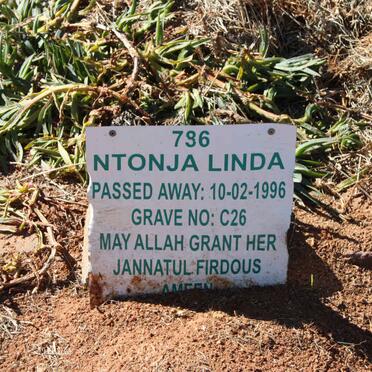 736
NTONJA LINDA
PASSED AWAY: 10-02-1996
GRAVE NO: C26
MAY ALLAH GRANT HER
JANNATUL FIRDOUS
AMEEN